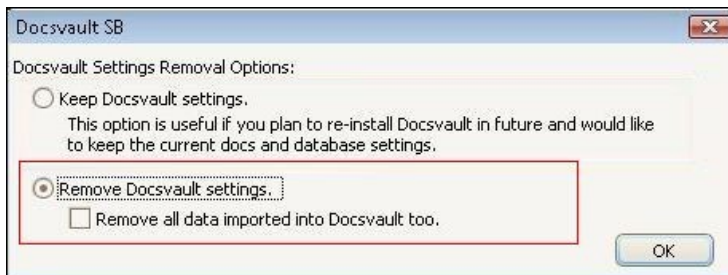 Docsvault SB
Docsvault Settings Removal Options:
Keep Docsvault settings.
This option is useful if you plan to re-install Docsvault in future and would like
to keep the current docs and database settings.
Remove Docsvault settings.
Remove all data imported into Docsvault too.
OK